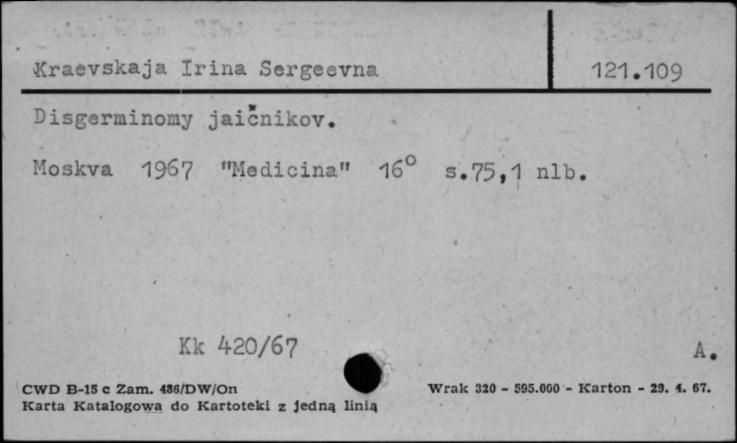 Kraevskaja Irina Sergeevna 121.109
Disgerminomy jaičnikov.
Moskva 1967 "Medicina" 16° s.75,1 nlb.
Kk 420/67
A.
CWD B-15 c Zam. 486/DW/On Wrak 320 - 595.000 - Karton - 29. 4. 67.
Karta Katalogowa do Kartoteki z jedną linią